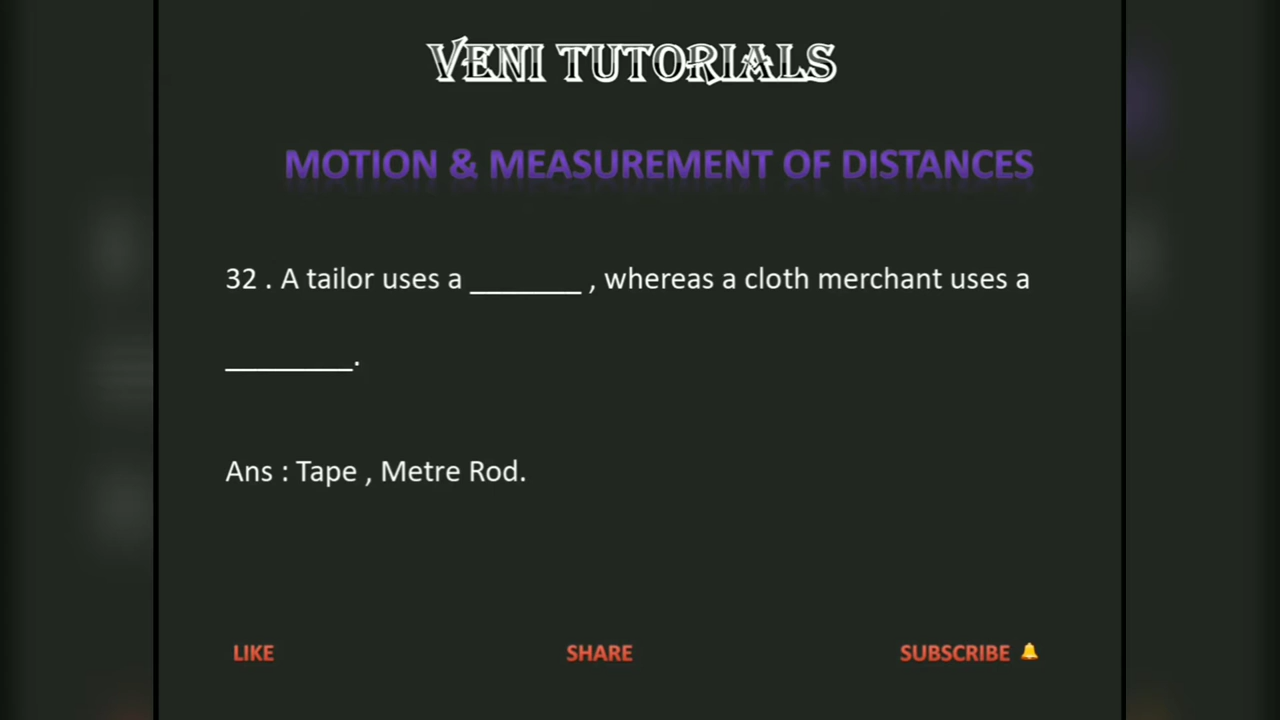 VENI TUTORIALS
MOTION & MEASUREMENT OF DISTANCES
32 . A tailor uses a _______ , whereas a cloth merchant uses a
________.
Ans : Tape , Metre Rod.
LIKE SHARE SUBSCRIBE 🔔